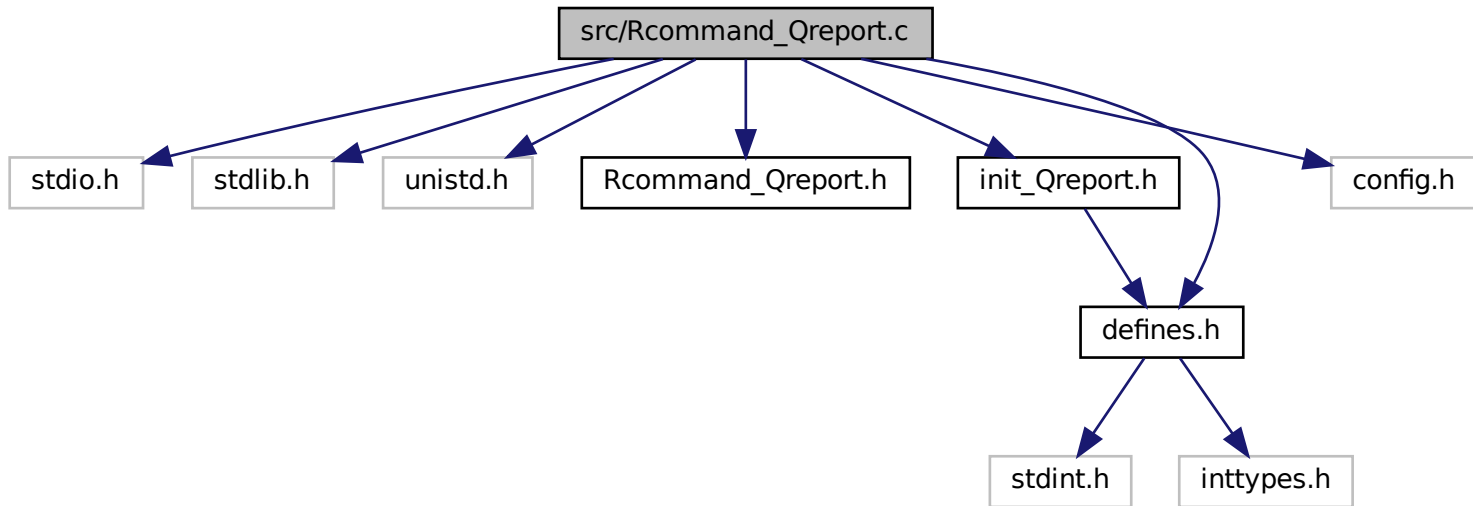 src/Rcommand_Qreport.c
stdio.h
stdlib.h
unistd.h
Rcommand_Qreport.h
init_Qreport.h
config.h
defines.h
stdint.h
inttypes.h